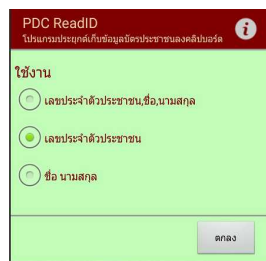 PDC ReadID
โปรแกรมประยุกต์เก็บข้อมูลบัตรประชาชนลงคลิปบอร์ด
ใช้งาน
เลขประจำตัวประชาชน,ชื่อ,นามสกุล
เลขประจำตัวประชาชน
ชื่อ นามสกุล
ตกลง